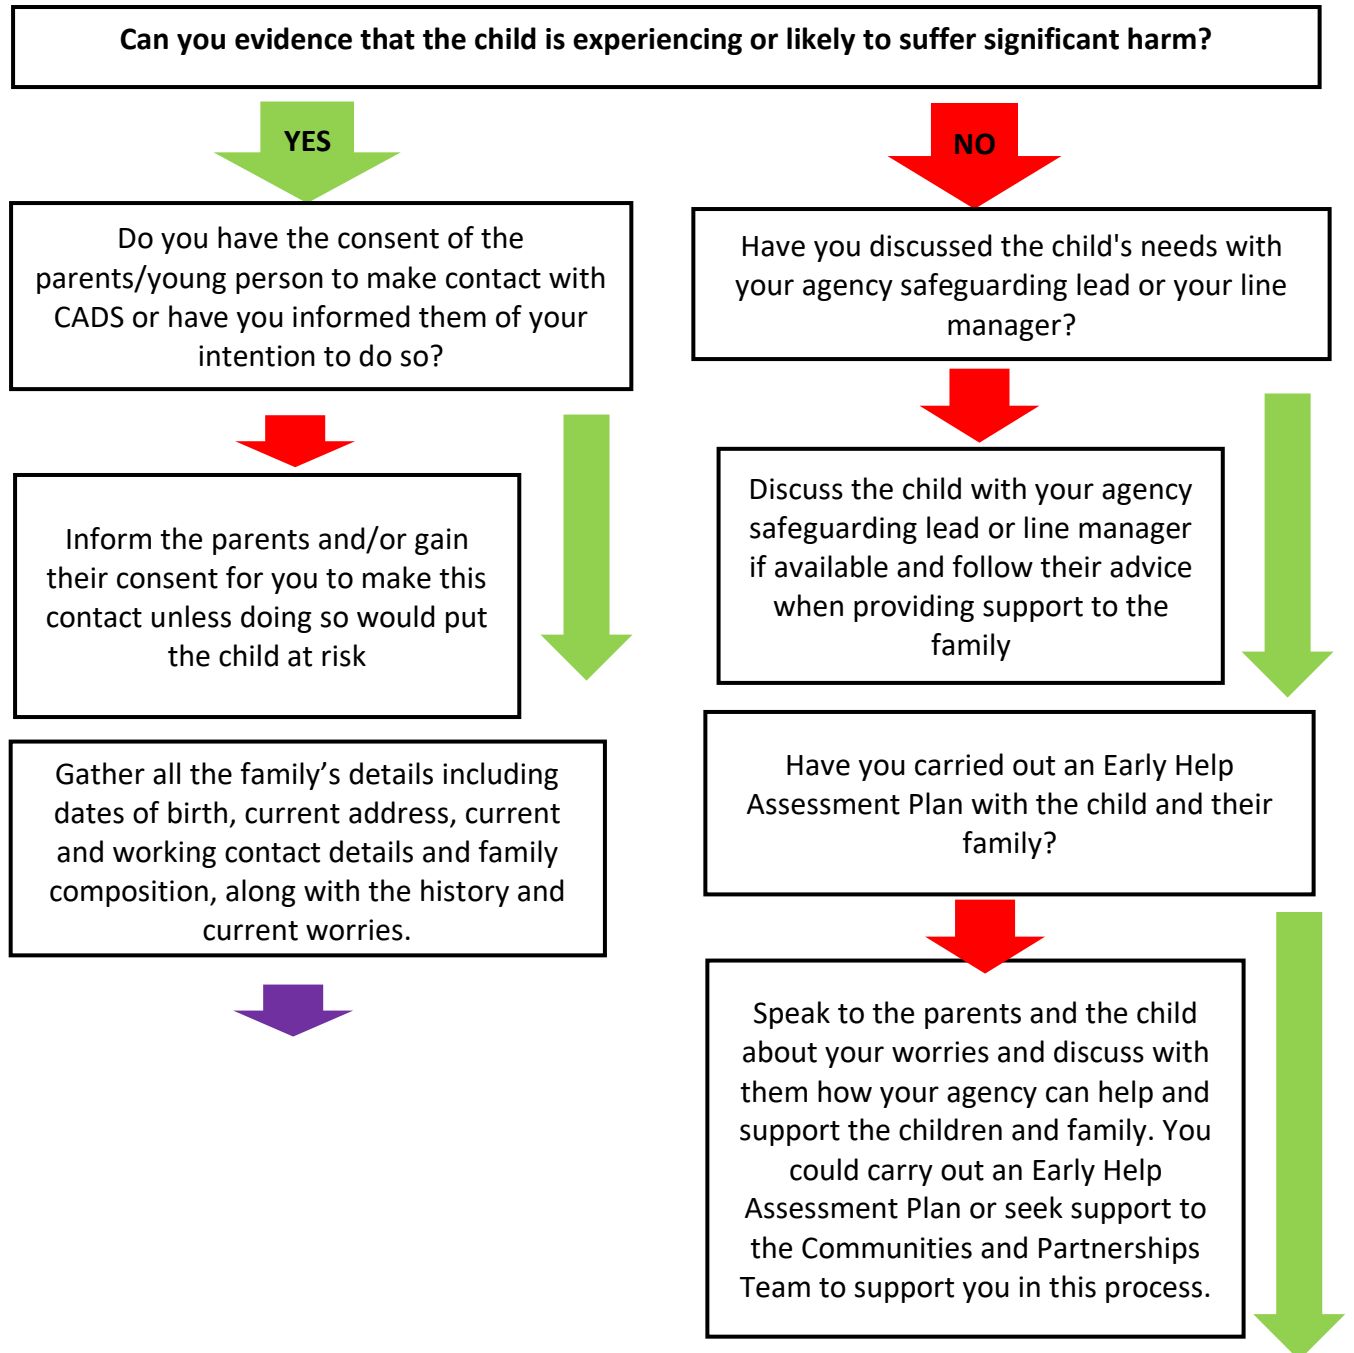 Can you evidence that the child is experiencing or likely to suffer significant harm?
YES
Do you have the consent of the
parents/young person to make contact with
CADS or have you informed them of your
intention to do so?
Inform the parents and/or gain
their consent for you to make this
contact unless doing so would put
the child at risk
Gather all the family’s details including
dates of birth, current address, current
and working contact details and family
composition, along with the history and
current worries.
NO
Have you discussed the child's needs with
your agency safeguarding lead or your line
manager?
Discuss the child with your agency
safeguarding lead or line manager
if available and follow their advice
when providing support to the
family
Have you carried out an Early Help
Assessment Plan with the child and their
family?
Speak to the parents and the child
about your worries and discuss with
them how your agency can help and
support the children and family. You
could carry out an Early Help
Assessment Plan or seek support to
the Communities and Partnerships
Team to support you in this process.